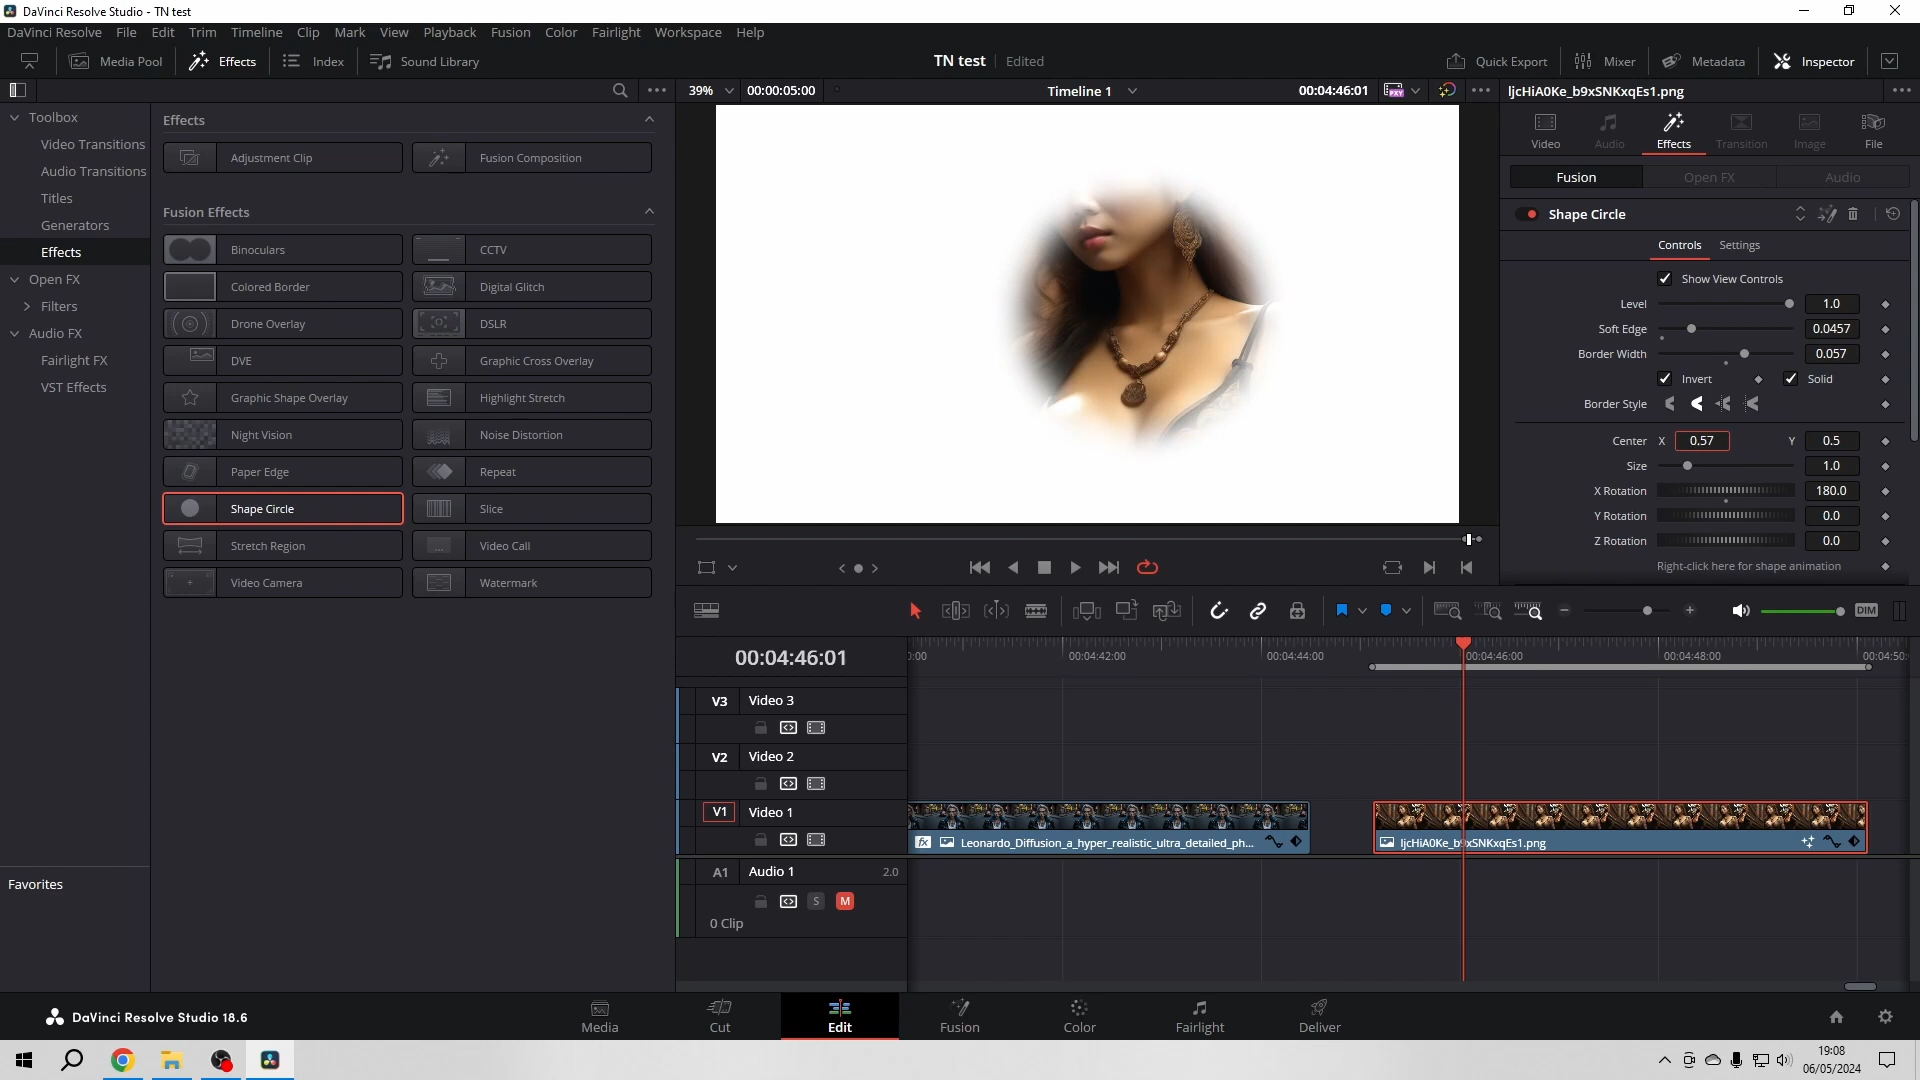 DaVinci Resolve Studio - TN test
DaVinci Resolve File Edit Trim Timeline Clip Mark View Playback Fusion Color Fairlight Workspace Help
Media Pool Effects Index Sound Library TN test Edited Quick Export Mixer Metadata Inspector
39% 00:00:05:00 Timeline 1 00:04:46:01 PXY ljcHiA0Ke_b9xSNKxqEs1.png
Toolbox
Video Transitions
Audio Transitions
Titles
Generators
Effects
Open FX
Filters
Audio FX
Fairlight FX
VST Effects
Favorites
Effects
Adjustment Clip Fusion Composition
Fusion Effects
Binoculars CCTV
Colored Border Digital Glitch
Drone Overlay DSLR
DVE Graphic Cross Overlay
Graphic Shape Overlay Highlight Stretch
Night Vision Noise Distortion
Paper Edge Repeat
Shape Circle Slice
Stretch Region Video Call
Video Camera Watermark
Video Audio Effects Transition Image File
Fusion Open FX Audio
Shape Circle
Controls Settings
Show View Controls
Level 1.0
Soft Edge 0.0457
Border Width 0.057
Invert Solid
Border Style
Center X 0.57 Y 0.5
Size 1.0
X Rotation 180.0
Y Rotation 0.0
Z Rotation 0.0
Right-click here for shape animation
DIM
00:04:46:01
0:00 00:04:42:00 00:04:44:00 00:04:46:00 00:04:48:00 00:04:50:
V3 Video 3
V2 Video 2
V1 Video 1
fx Leonardo_Diffusion_a_hyper_realistic_ultra_detailed_ph...
ljcHiA0Ke_b9xSNKxqEs1.png
A1 Audio 1 2.0
S M
0 Clip
DaVinci Resolve Studio 18.6
Media Cut Edit Fusion Color Fairlight Deliver
19:08
06/05/2024